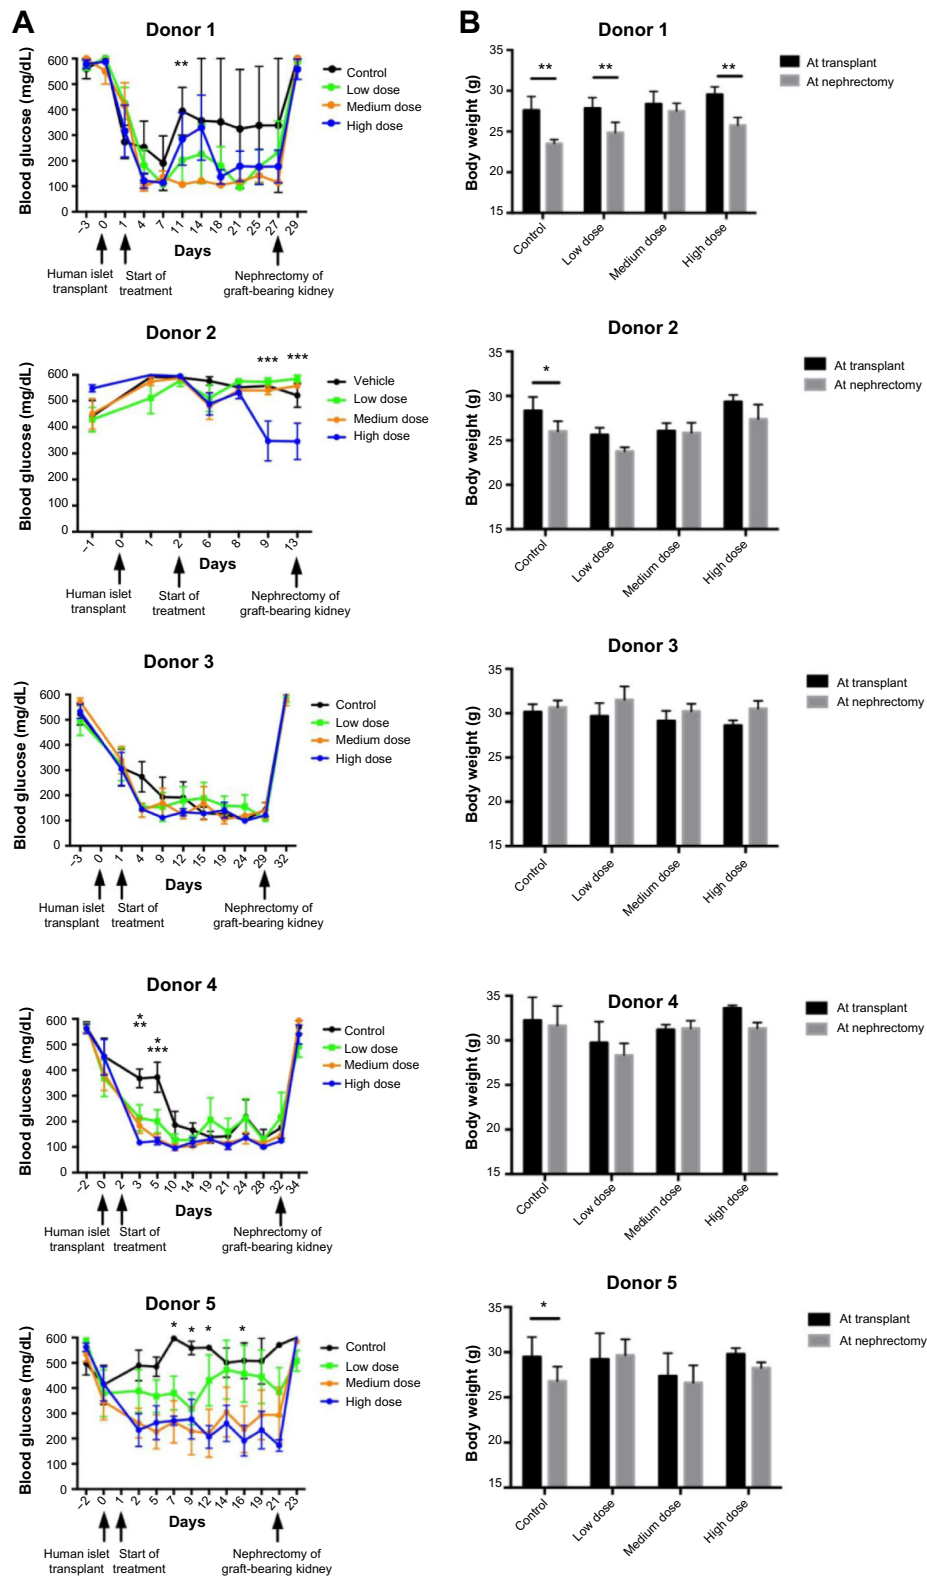 A
Donor 1
Blood glucose (mg/dL)
600
500
400
300
200
100
0
**
Control
Low dose
Medium dose
High dose
−3 0 1 4 7 11 14 18 21 25 27 29
Days
Human islet
transplant
Start of
treatment
Nephrectomy of
graft-bearing kidney
Donor 2
Blood glucose (mg/dL)
600
500
400
300
200
100
0
*** ***
Vehicle
Low dose
Medium dose
High dose
−1 0 1 2 6 8 9 13
Days
Human islet
transplant
Start of
treatment
Nephrectomy of
graft-bearing kidney
Donor 3
Blood glucose (mg/dL)
600
500
400
300
200
100
0
Control
Low dose
Medium dose
High dose
−3 0 1 4 9 12 15 19 24 29 32
Days
Human islet
transplant
Start of
treatment
Nephrectomy of
graft-bearing kidney
Donor 4
Blood glucose (mg/dL)
600
500
400
300
200
100
0
*
**
*
***
Control
Low dose
Medium dose
High dose
−2 0 2 3 5 10 14 19 21 24 28 32 34
Days
Human islet
transplant
Start of
treatment
Nephrectomy of
graft-bearing kidney
Donor 5
Blood glucose (mg/dL)
600
500
400
300
200
100
0
* * * *
Control
Low dose
Medium dose
High dose
−2 0 1 2 5 7 9 12 14 16 19 21 23
Days
Human islet
transplant
Start of
treatment
Nephrectomy of
graft-bearing kidney
B
Donor 1
Body weight (g)
35
30
25
20
15
** ** **
At transplant
At nephrectomy
Control Low dose Medium dose High dose
Donor 2
Body weight (g)
35
30
25
20
15
*
At transplant
At nephrectomy
Control Low dose Medium dose High dose
Donor 3
Body weight (g)
35
30
25
20
15
At transplant
At nephrectomy
Control Low dose Medium dose High dose
Donor 4
Body weight (g)
35
30
25
20
15
At transplant
At nephrectomy
Control Low dose Medium dose High dose
Donor 5
Body weight (g)
35
30
25
20
15
*
At transplant
At nephrectomy
Control Low dose Medium dose High dose